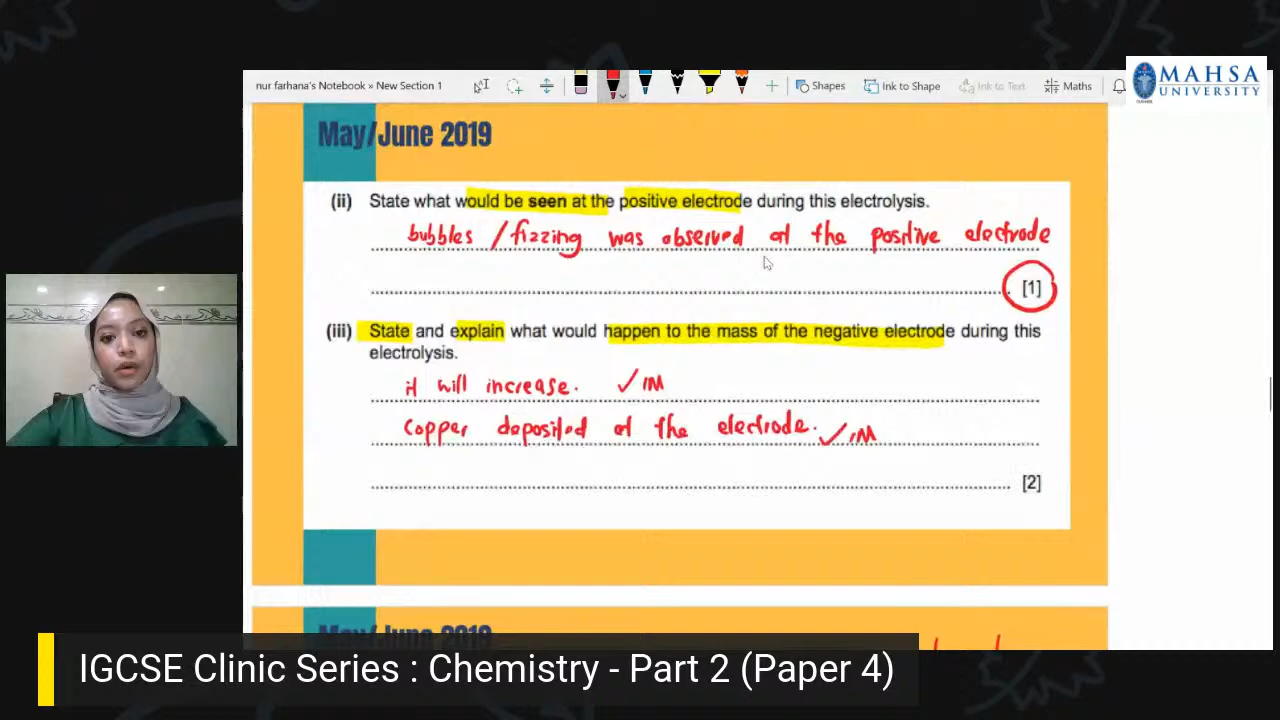 nur farhana's Notebook » New Section 1
Shapes
Ink to Shape
Ink to Text
Maths
MAHSA
UNIVERSITY
May/June 2019
(ii) State what would be seen at the positive electrode during this electrolysis.
bubbles / fizzing was observed at the positive electrode
[1]
(iii) State and explain what would happen to the mass of the negative electrode during this
electrolysis.
it will increase. ✓ 1M
copper deposited at the electrode. ✓ 1M
[2]
May/June 2019
IGCSE Clinic Series : Chemistry - Part 2 (Paper 4)